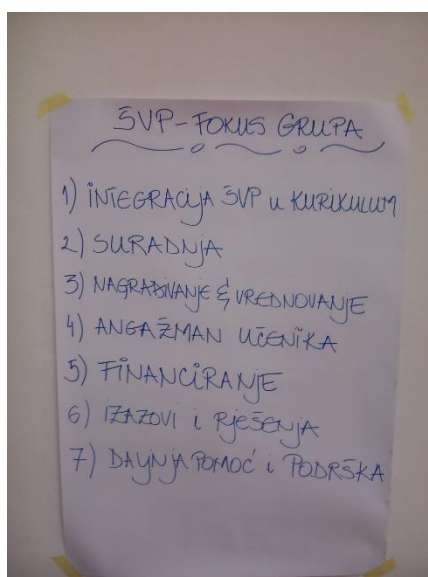 ŠVP-FOKUS GRUPA
1) INTEGRACIJA ŠVP u KURIKULUM
2) SURADNJA
3) NAGRAĐIVANJE & VREDNOVANJE
4) ANGAŽMAN UČENIKA
5) FINANCIRANJE
6) IZAZOVI i RJEŠENJA
7) DALJNJA POMOĆ i PODRŠKA